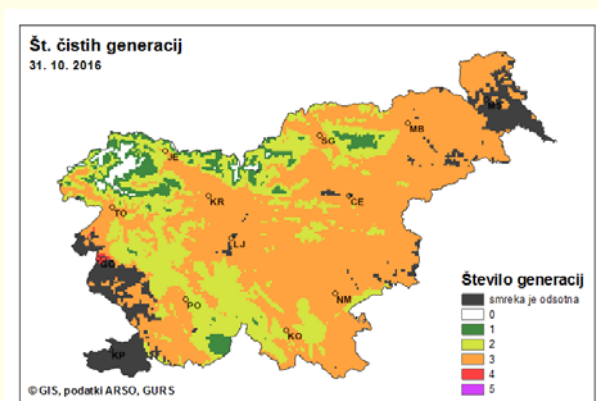 Št. čistih generacij
31. 10. 2016
MS
MB
SG
JE
KR
CE
TO
LJ
GO
PO
NM
KO
KP
Število generacij
smreka je odsotna
0
1
2
3
4
5
©GIS, podatki ARSO, GURS